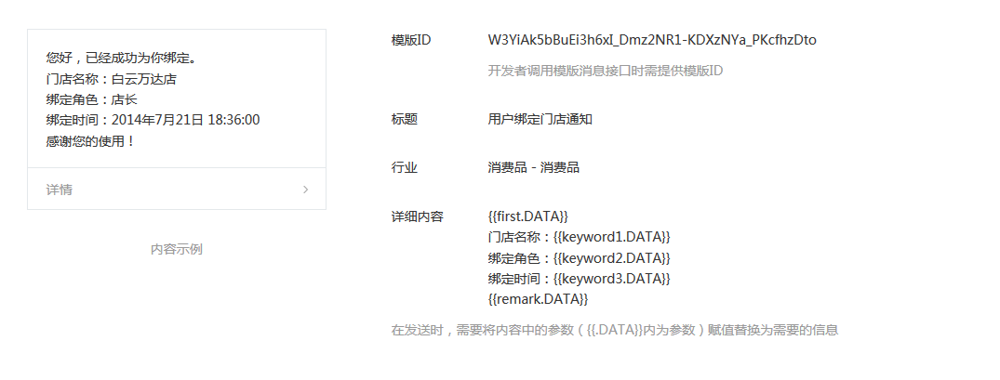 您好，已经成功为你绑定。
门店名称：白云万达店
绑定角色：店长
绑定时间：2014年7月21日 18:36:00
感谢您的使用！
详情
内容示例
模版ID W3YiAk5bBuEi3h6xI_Dmz2NR1-KDXzNYa_PKcfhzDto
开发者调用模版消息接口时需提供模版ID
标题 用户绑定门店通知
行业 消费品 - 消费品
详细内容 {{first.DATA}}
门店名称：{{keyword1.DATA}}
绑定角色：{{keyword2.DATA}}
绑定时间：{{keyword3.DATA}}
{{remark.DATA}}
在发送时，需要将内容中的参数（{{.DATA}}内为参数）赋值替换为需要的信息